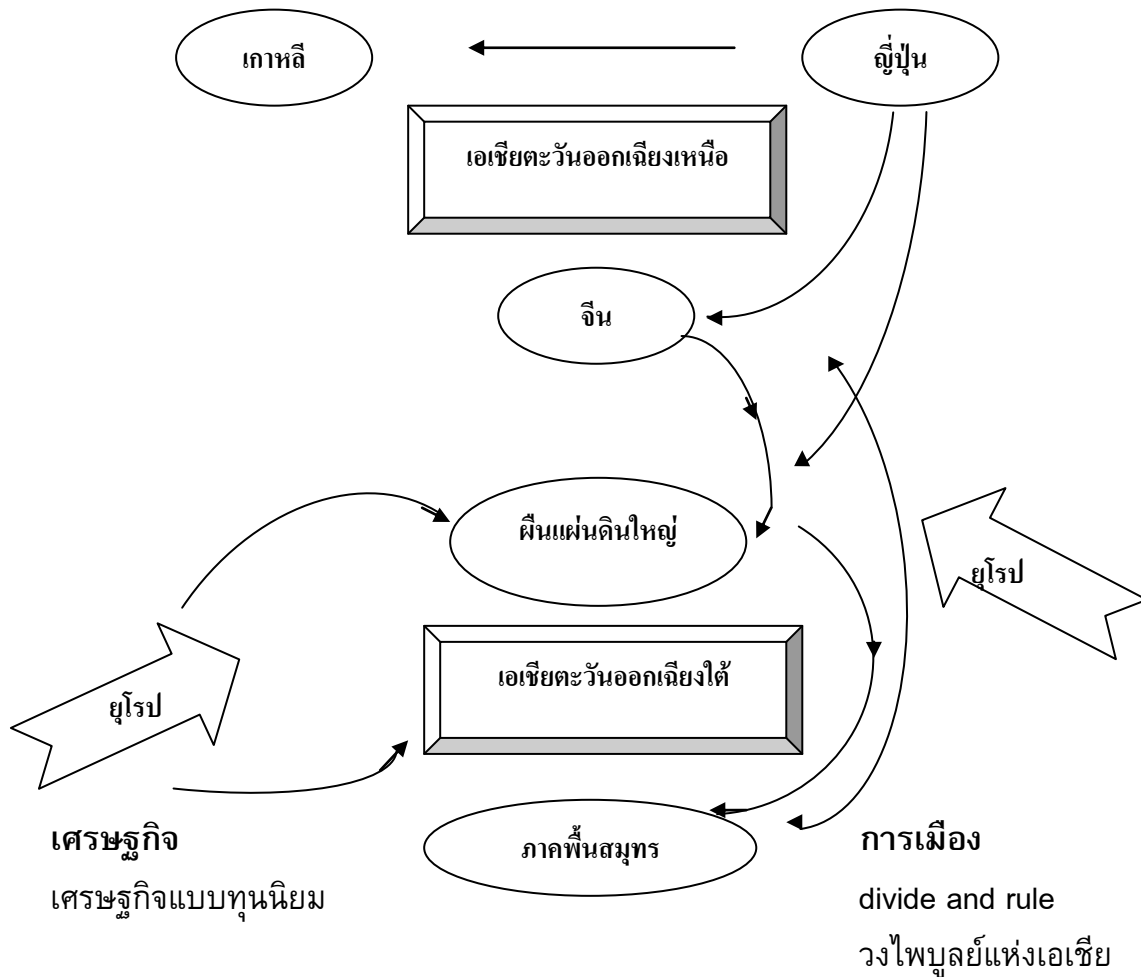 เกาหลี
ญี่ปุ่น
เอเชียตะวันออกเฉียงเหนือ
จีน
ผืนแผ่นดินใหญ่
ยุโรป
เอเชียตะวันออกเฉียงใต้
ยุโรป
ภาคพื้นสมุทร
เศรษฐกิจ
เศรษฐกิจแบบทุนนิยม
การเมือง
divide and rule
วงไพบูลย์แห่งเอเชีย